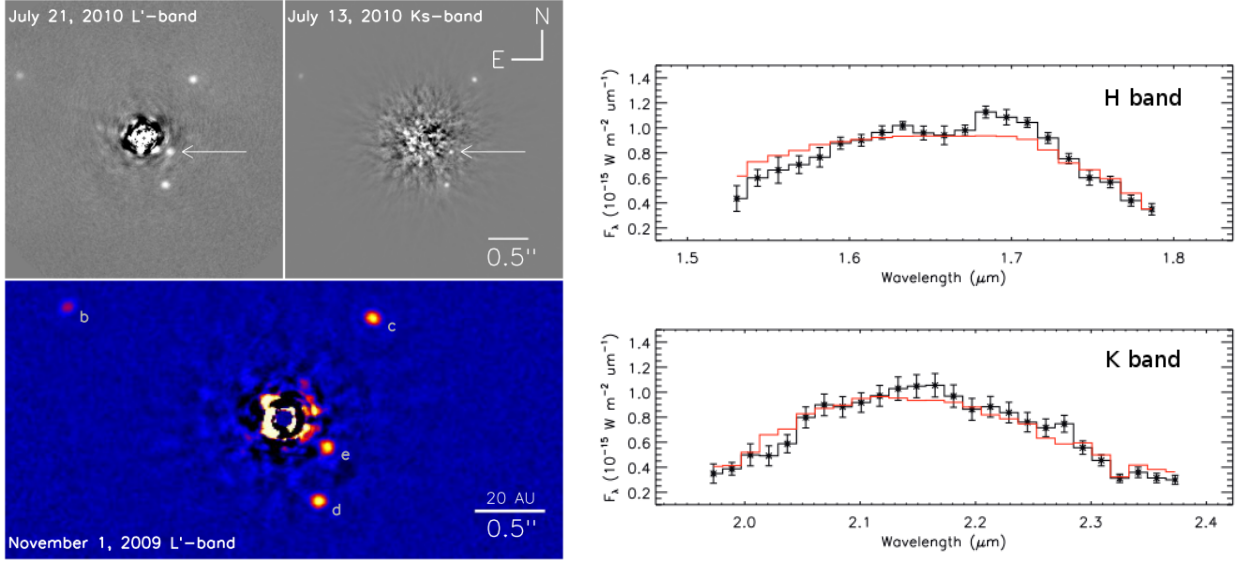 July 21, 2010 L'-band
July 13, 2010 Ks-band
N
E
0.5"
b
c
e
d
20 AU
0.5"
November 1, 2009 L'-band
H band
F_λ (10⁻¹⁵ W m⁻² um⁻¹)
1.4
1.2
1.0
0.8
0.6
0.4
0.2
1.5 1.6 1.7 1.8
Wavelength (μm)
K band
F_λ (10⁻¹⁵ W m⁻² um⁻¹)
1.4
1.2
1.0
0.8
0.6
0.4
0.2
2.0 2.1 2.2 2.3 2.4
Wavelength (μm)